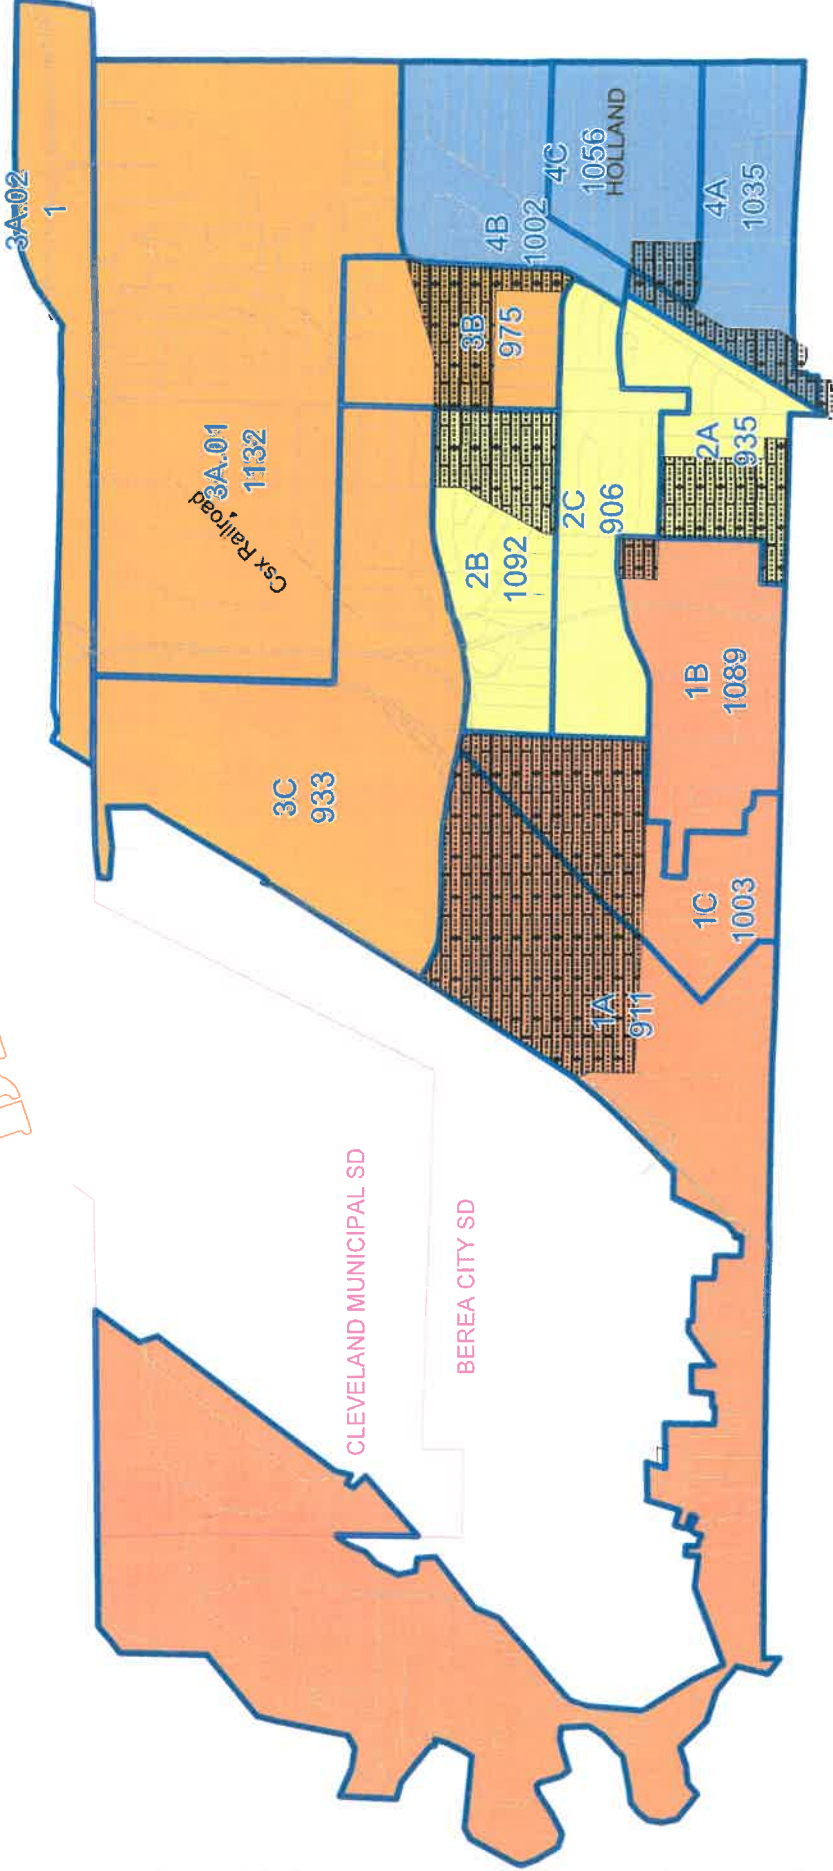 3A.02
1
3A.01
1132
Csx Railroad
3B
975
4B
1002
4C
1056
HOLLAND
4A
1035
3C
933
2B
1092
2C
906
2A
935
1B
1089
1C
1003
1A
911
CLEVELAND MUNICIPAL SD
BEREA CITY SD